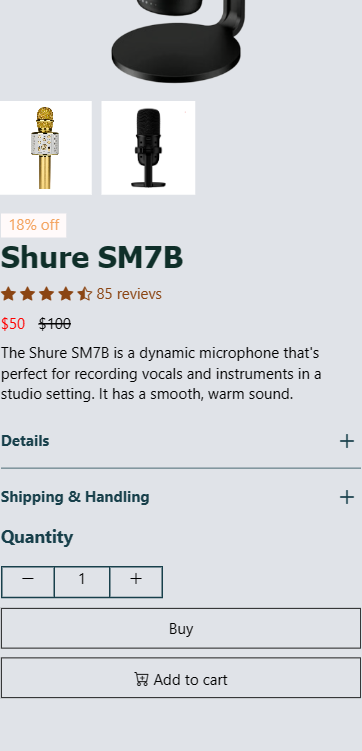 18% off
Shure SM7B
85 revievs
$50 $100
The Shure SM7B is a dynamic microphone that's
perfect for recording vocals and instruments in a
studio setting. It has a smooth, warm sound.
Details +
Shipping & Handling +
Quantity
− 1 +
Buy
Add to cart